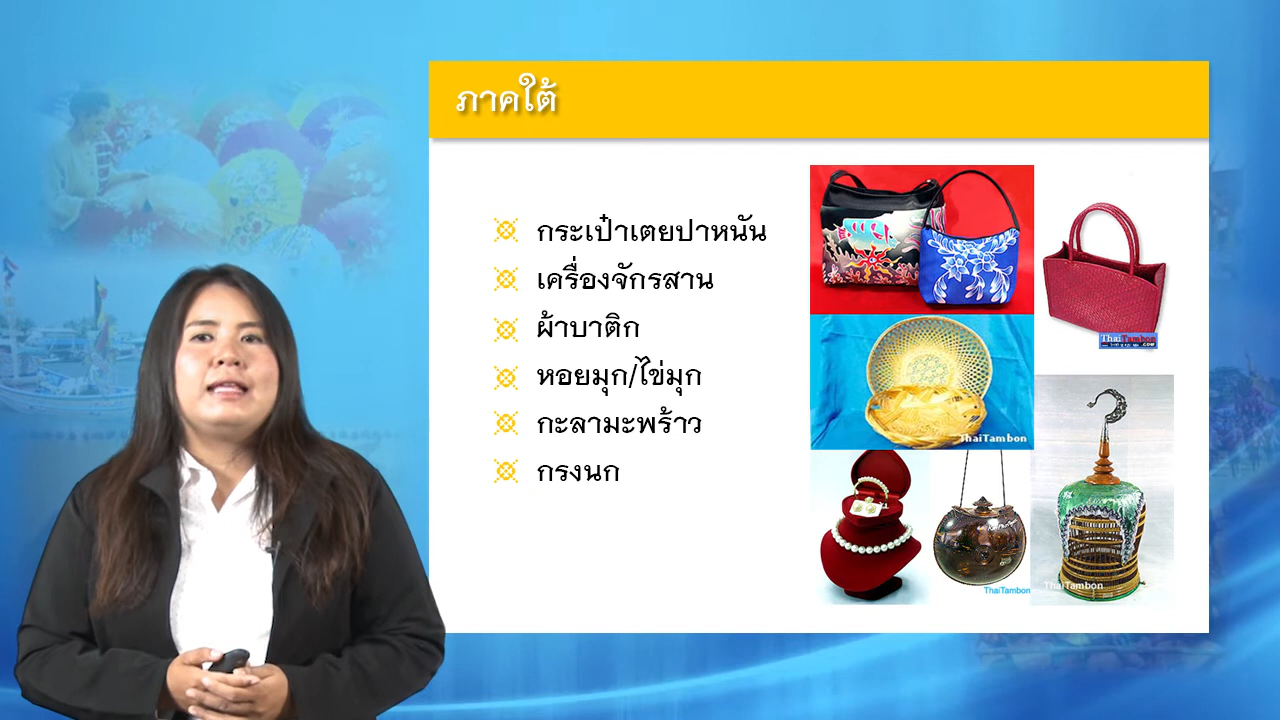 ภาคใต้
กระเป๋าเตยปาหนัน
เครื่องจักรสาน
ผ้าบาติก
หอยมุก/ไข่มุก
กะลามะพร้าว
กรงนก
ThaiTambon
.COM
ThaiTambon
ThaiTambon
ThaiTambon